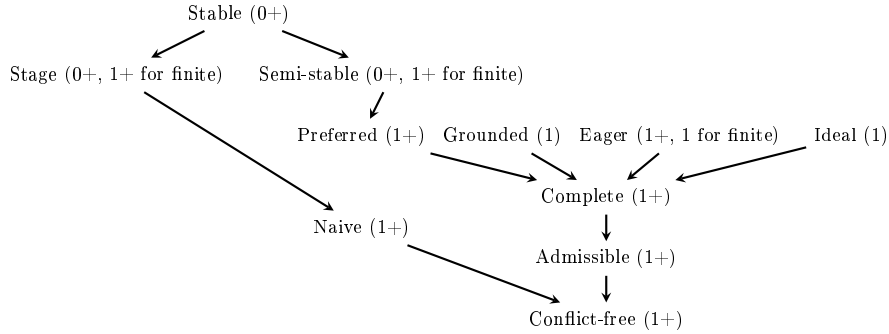 Stable (0+)
Stage (0+, 1+ for finite) Semi-stable (0+, 1+ for finite)
Preferred (1+) Grounded (1) Eager (1+, 1 for finite) Ideal (1)
Complete (1+)
Naive (1+)
Admissible (1+)
Conflict-free (1+)